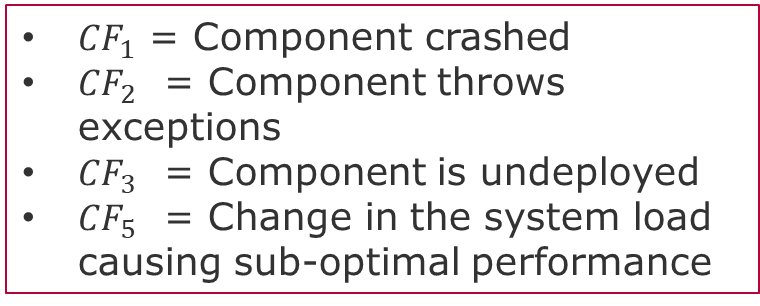 • CF₁ = Component crashed
• CF₂ = Component throws
exceptions
• CF₃ = Component is undeployed
• CF₅ = Change in the system load
causing sub-optimal performance